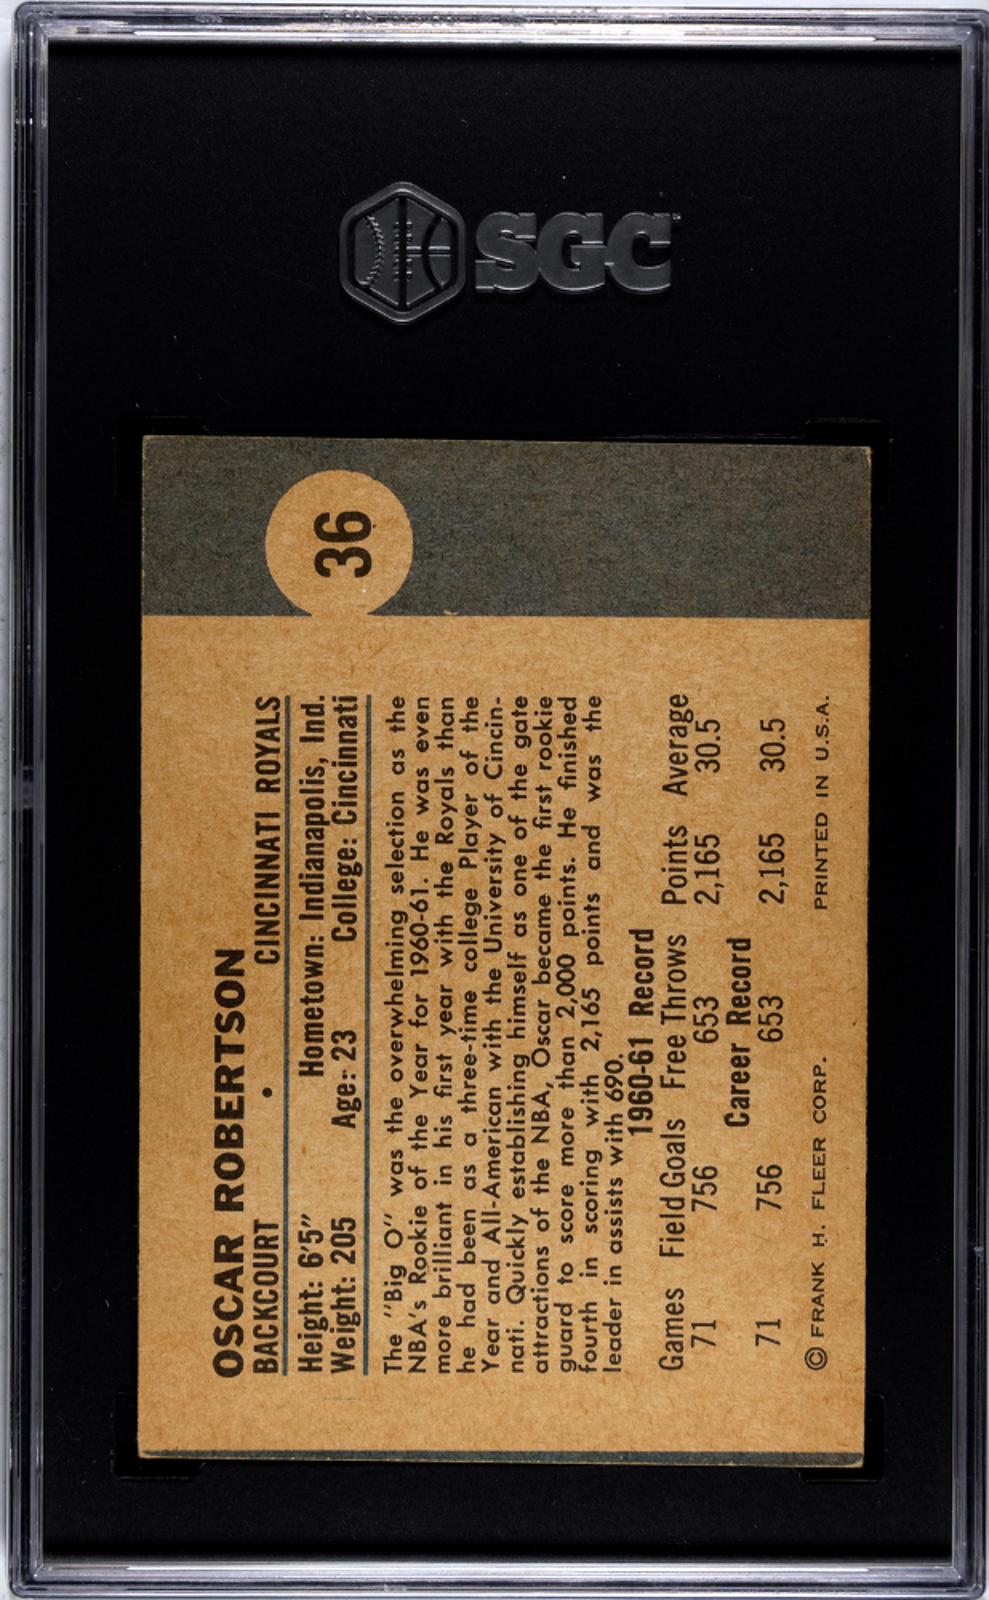 SGC
36
OSCAR ROBERTSON
BACKCOURT • CINCINNATI ROYALS
Height: 6'5" Hometown: Indianapolis, Ind.
Weight: 205 Age: 23 College: Cincinnati
The "Big O" was the overwhelming selection as the
NBA's Rookie of the Year for 1960-61. He was even
more brilliant in his first year with the Royals than
he had been as a three-time college Player of the
Year and All-American with the University of Cincin-
nati. Quickly establishing himself as one of the gate
attractions of the NBA, Oscar became the first rookie
guard to score more than 2,000 points. He finished
fourth in scoring with 2,165 points and was the
leader in assists with 690.
1960-61 Record
Games Field Goals Free Throws Points Average
71 756 653 2,165 30.5
Career Record
71 756 653 2,165 30.5
© FRANK H. FLEER CORP. PRINTED IN U.S.A.